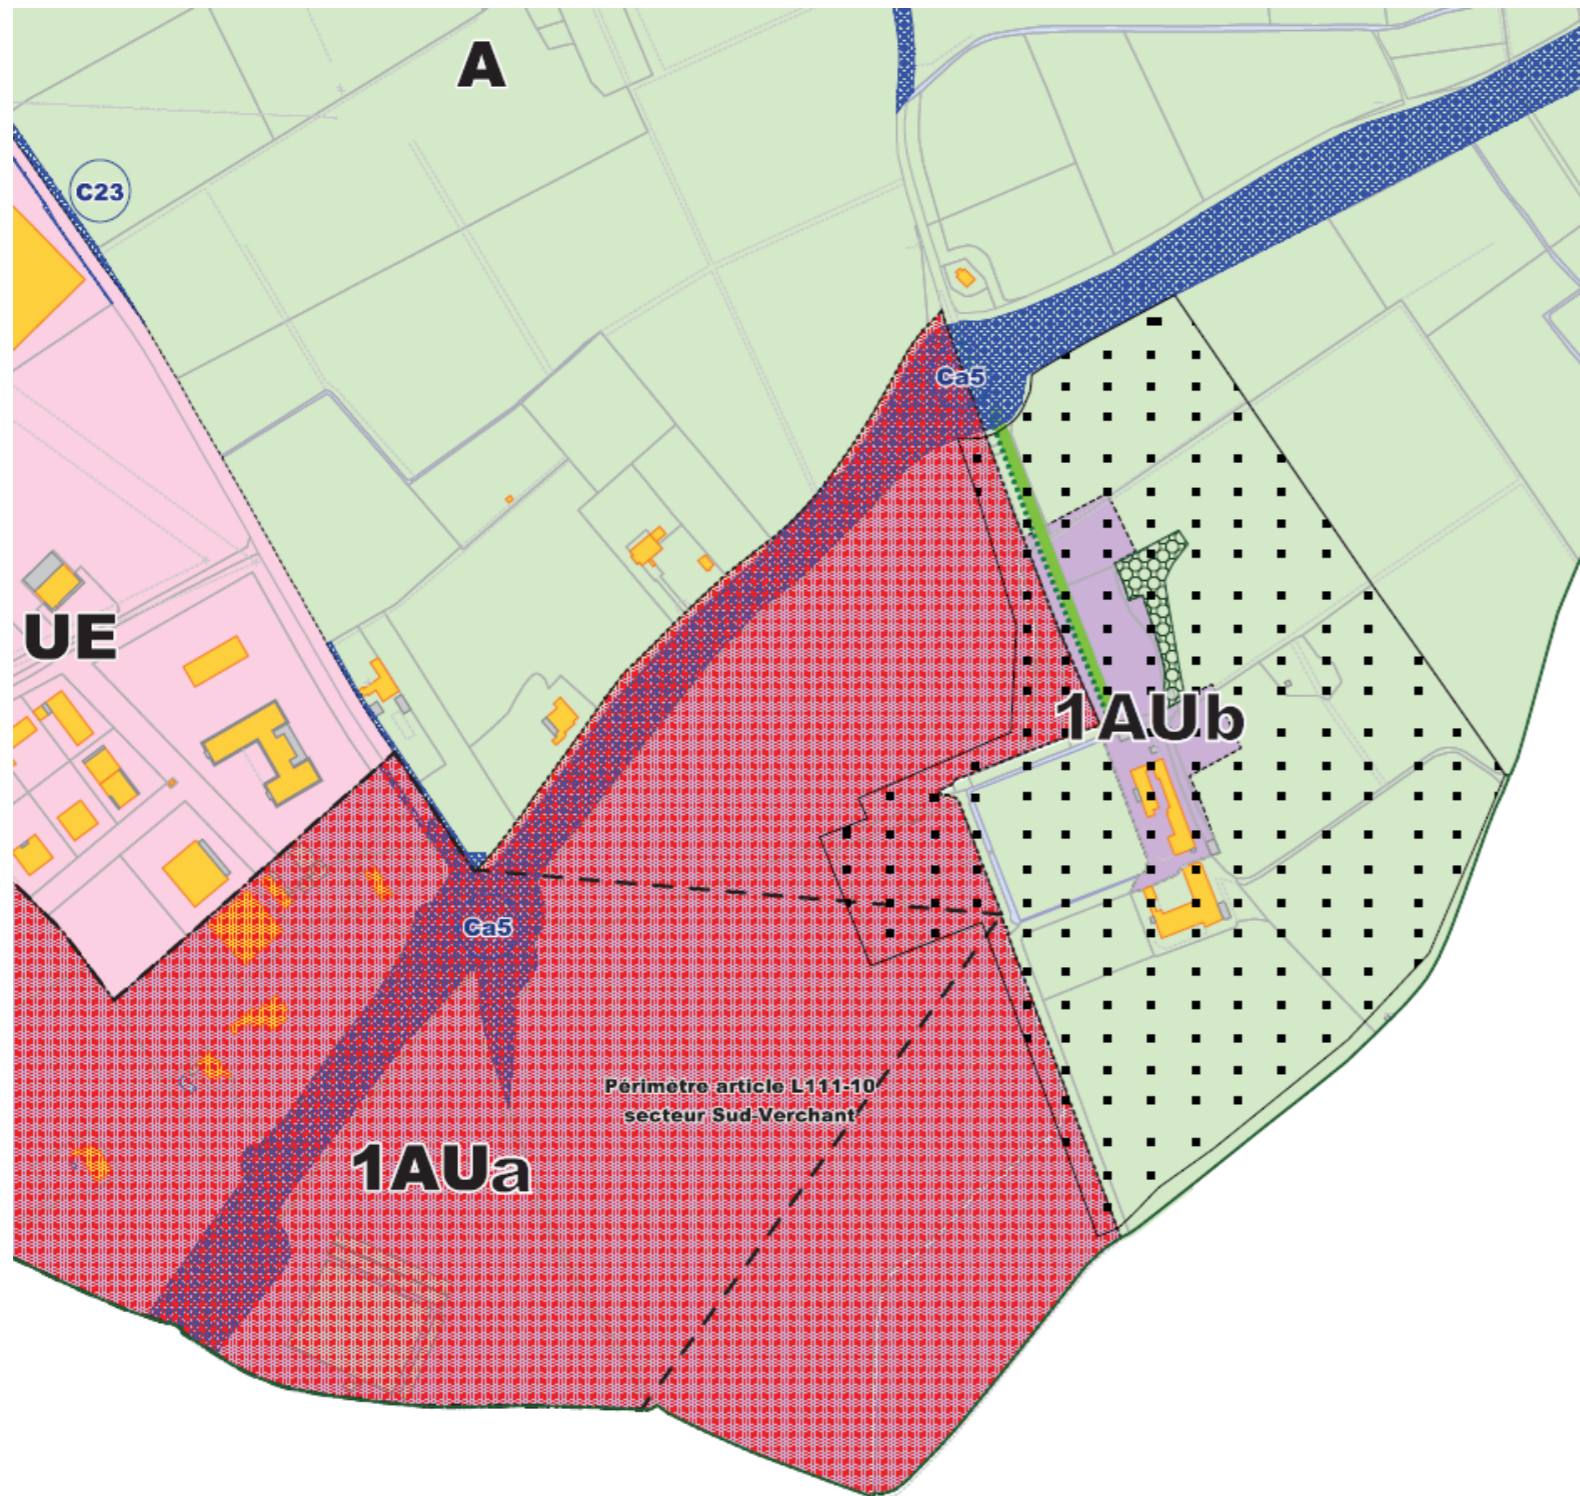 A
C23
Ca5
UE
1AUb
Ca5
Périmètre article L111-10
secteur Sud-Verchant
1AUa